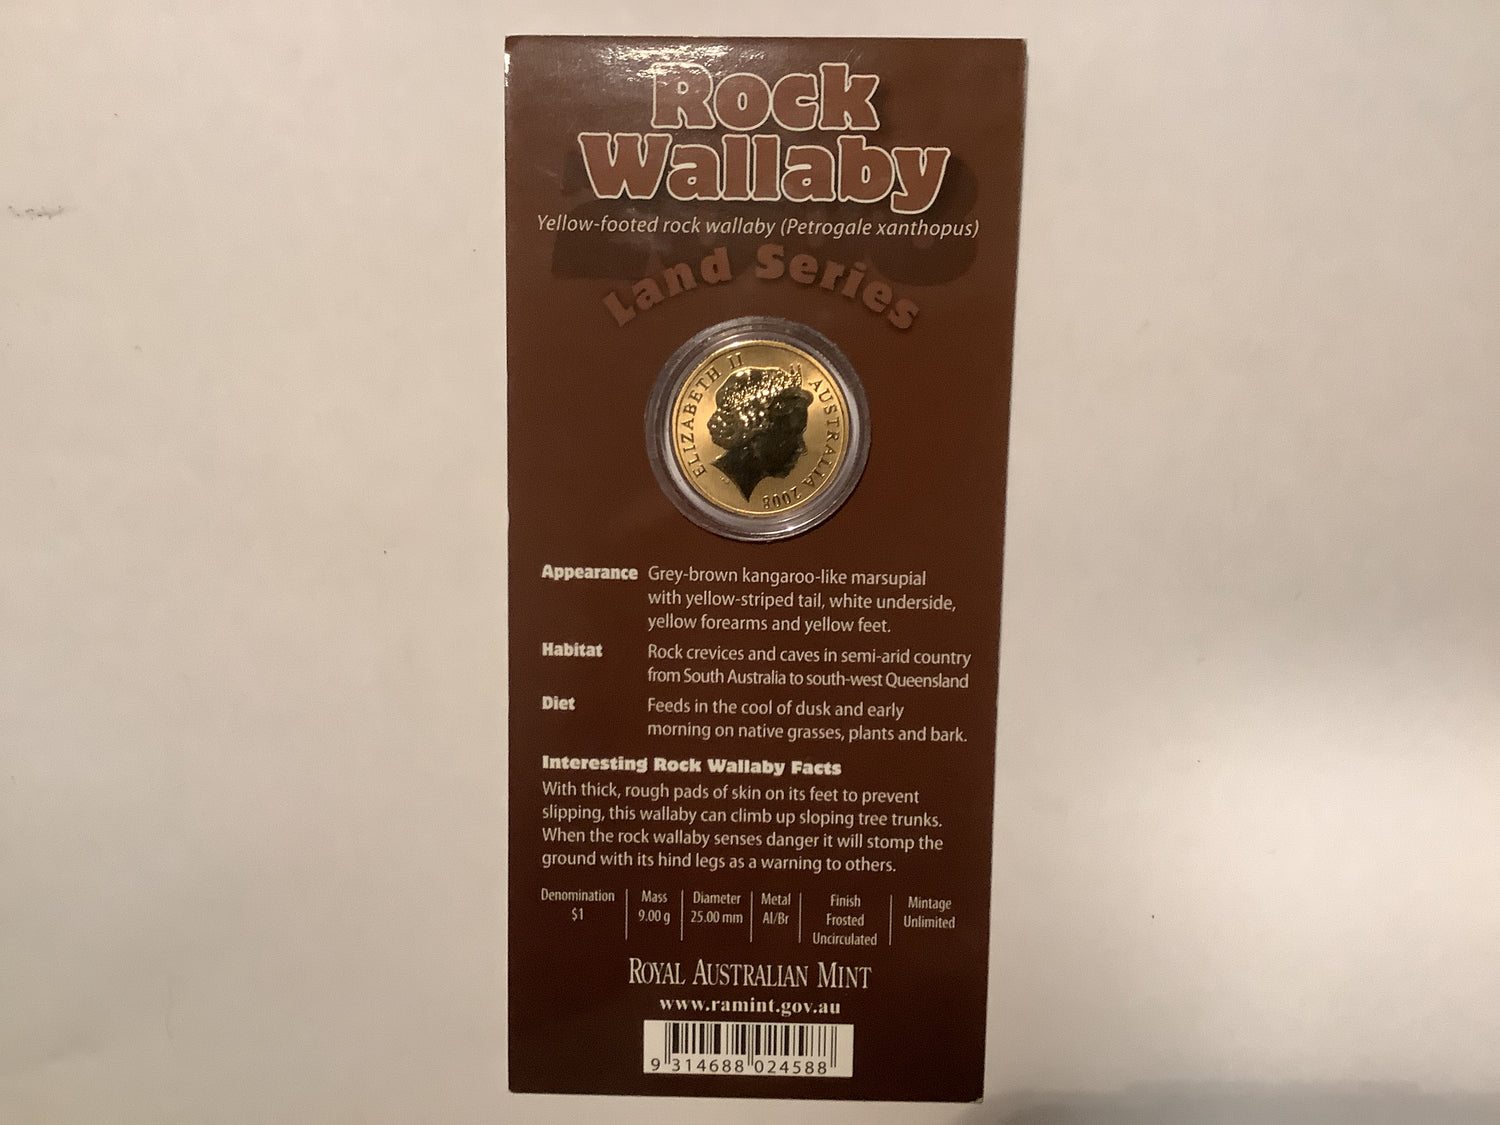 Rock
Wallaby
Yellow-footed rock wallaby (Petrogale xanthopus)
Land Series
ELIZABETH II AUSTRALIA 2008
Appearance Grey-brown kangaroo-like marsupial
with yellow-striped tail, white underside,
yellow forearms and yellow feet.
Habitat Rock crevices and caves in semi-arid country
from South Australia to south-west Queensland
Diet Feeds in the cool of dusk and early
morning on native grasses, plants and bark.
Interesting Rock Wallaby Facts
With thick, rough pads of skin on its feet to prevent
slipping, this wallaby can climb up sloping tree trunks.
When the rock wallaby senses danger it will stomp the
ground with its hind legs as a warning to others.
Denomination Mass Diameter Metal Finish Mintage
$1 9.00 g 25.00 mm Al/Br Frosted Unlimited
Uncirculated
ROYAL AUSTRALIAN MINT
www.ramint.gov.au
9 314688 024588